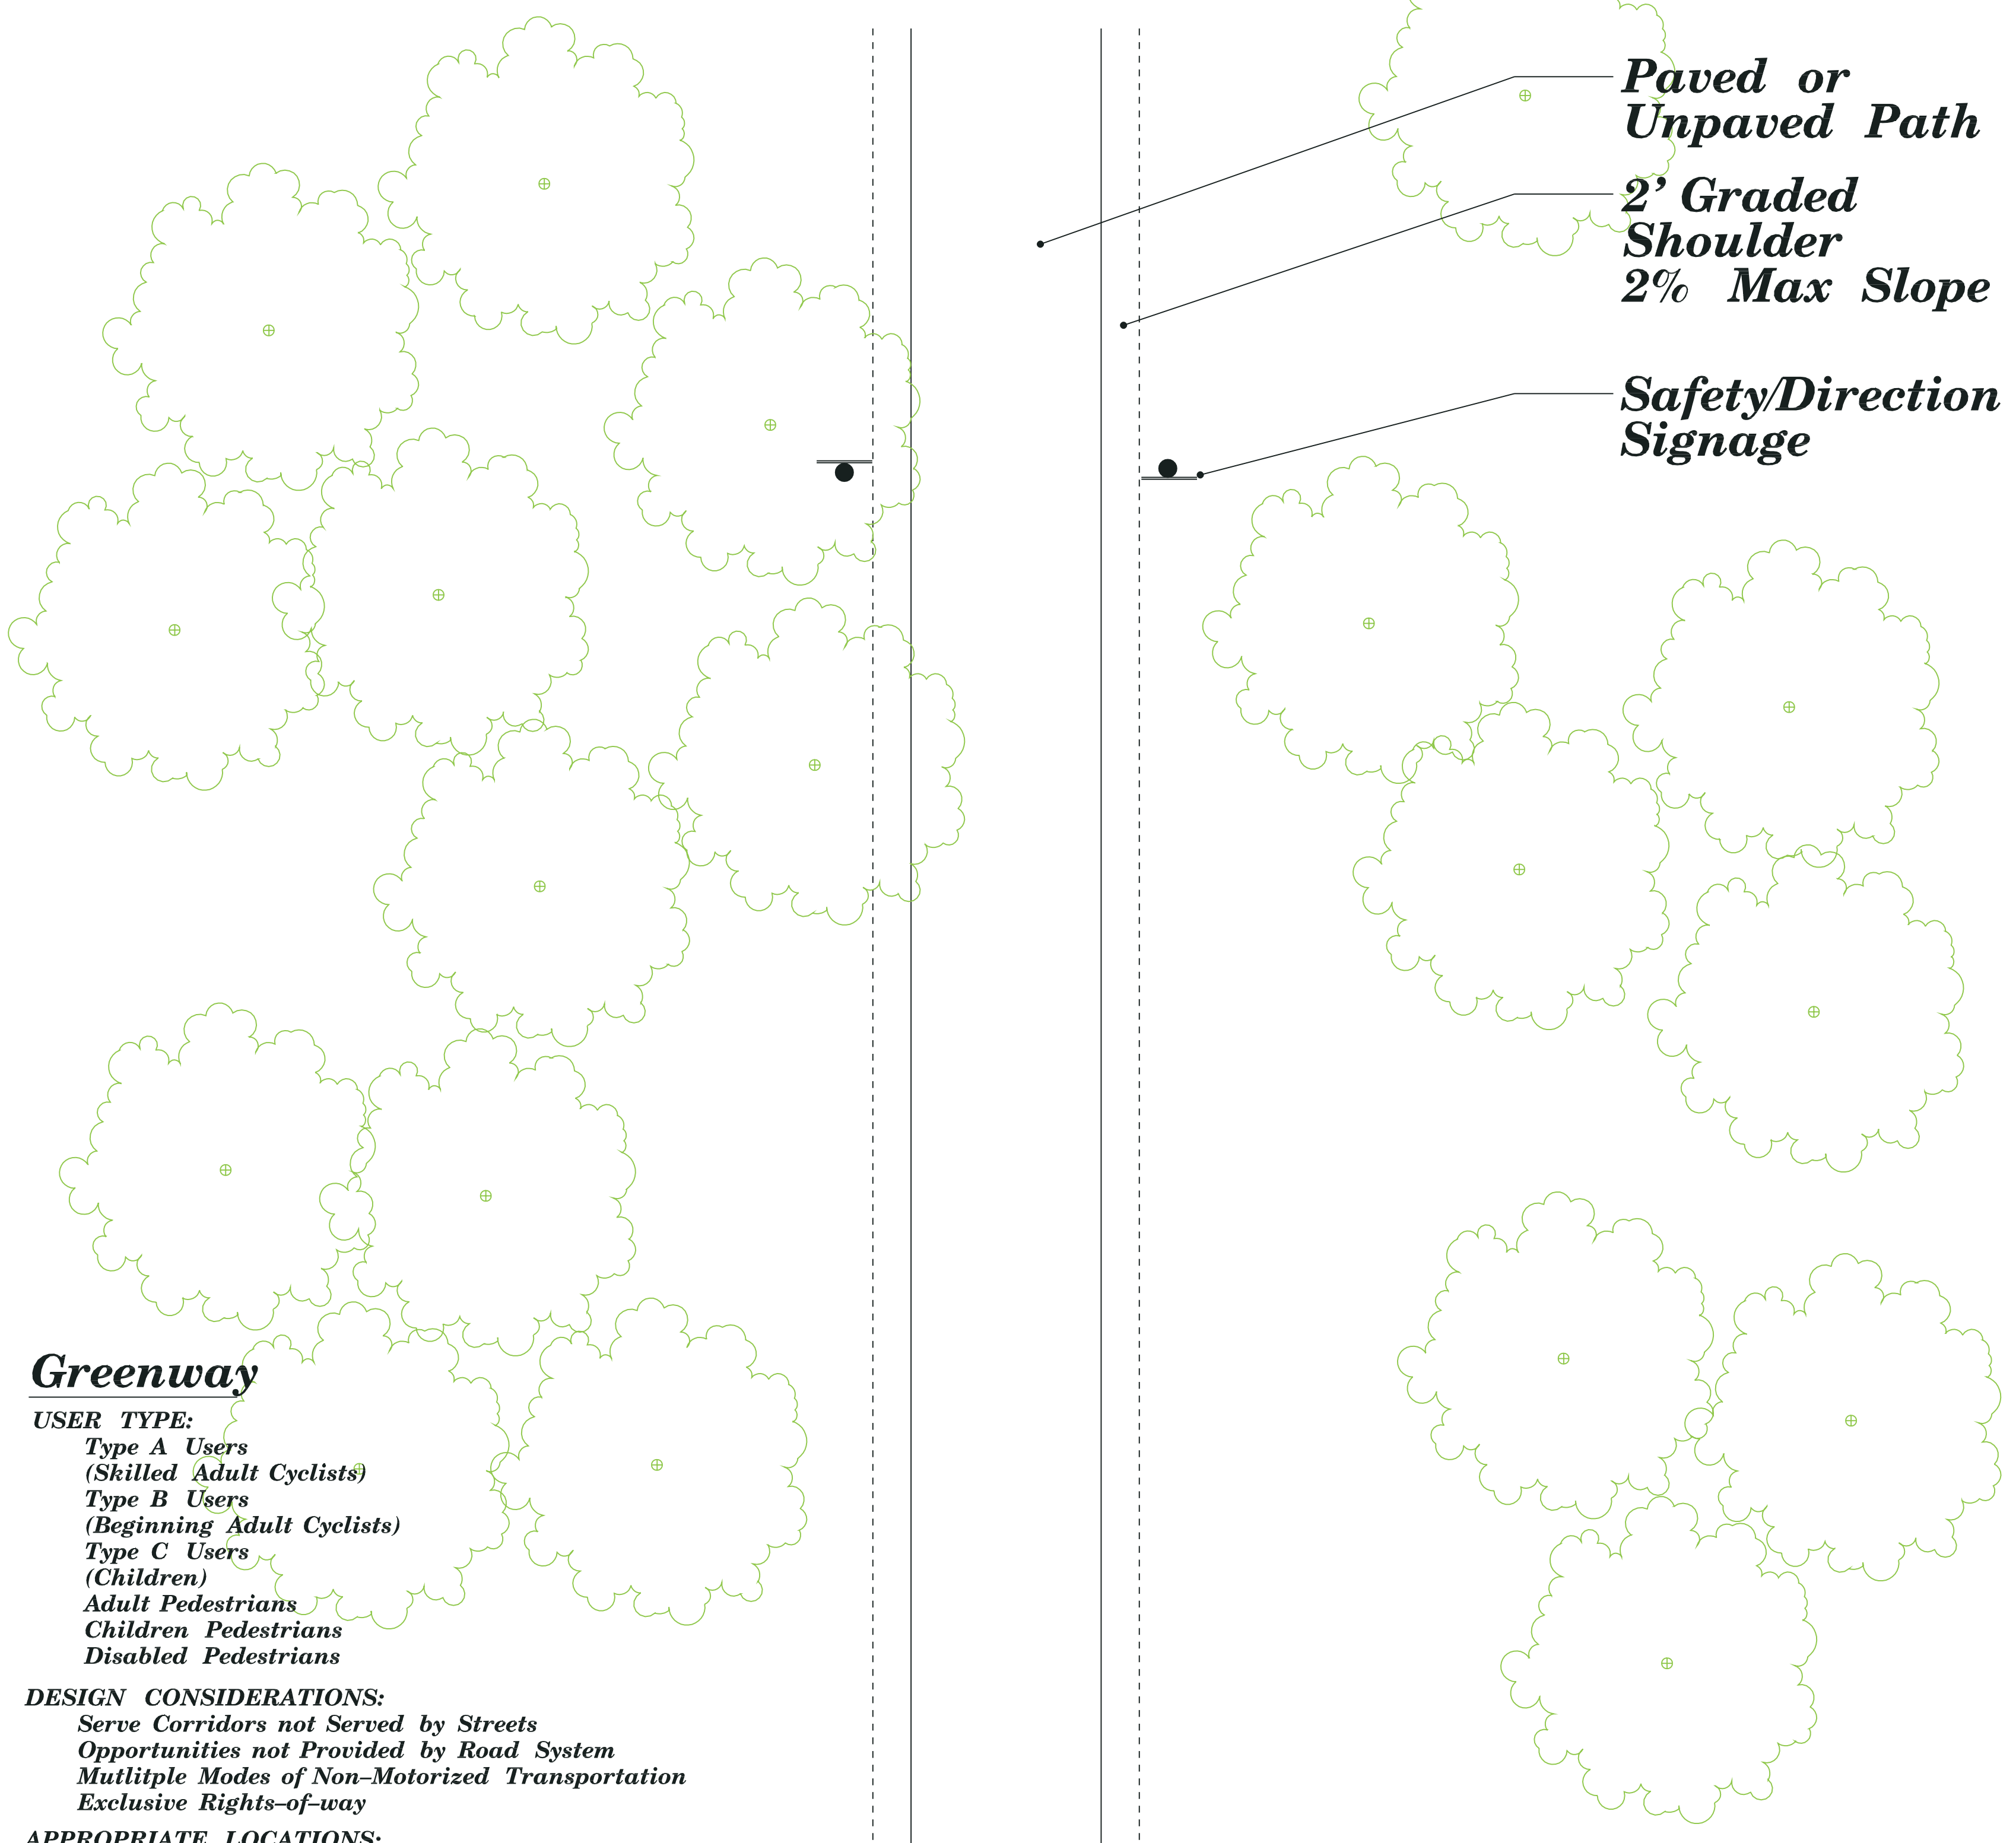 Paved or
Unpaved Path
2’ Graded
Shoulder
2% Max Slope
Safety/Direction
Signage
Greenway
USER TYPE:
Type A Users
(Skilled Adult Cyclists)
Type B Users
(Beginning Adult Cyclists)
Type C Users
(Children)
Adult Pedestrians
Children Pedestrians
Disabled Pedestrians
DESIGN CONSIDERATIONS:
Serve Corridors not Served by Streets
Opportunities not Provided by Road System
Mutlitple Modes of Non–Motorized Transportation
Exclusive Rights–of–way
APPROPRIATE LOCATIONS: